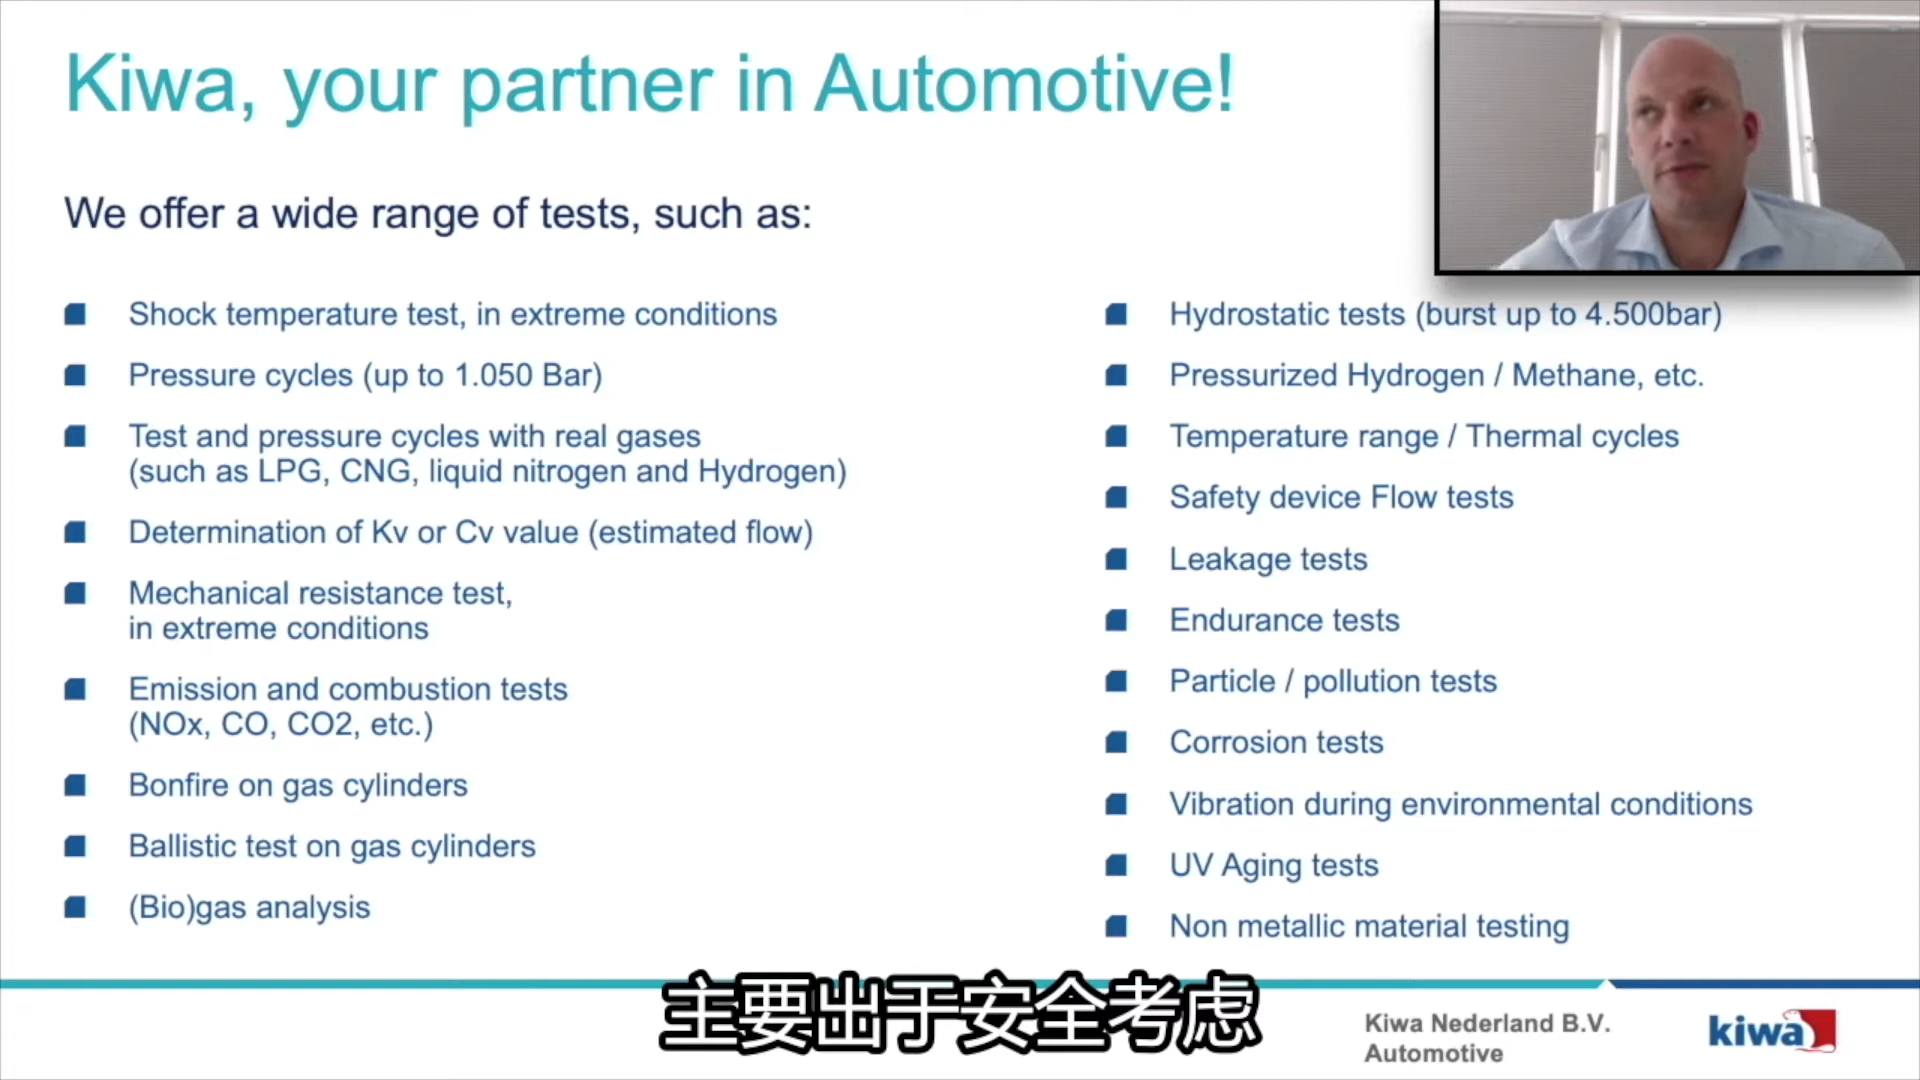 Kiwa, your partner in Automotive!
We offer a wide range of tests, such as:
Shock temperature test, in extreme conditions
Pressure cycles (up to 1.050 Bar)
Test and pressure cycles with real gases
(such as LPG, CNG, liquid nitrogen and Hydrogen)
Determination of Kv or Cv value (estimated flow)
Mechanical resistance test,
in extreme conditions
Emission and combustion tests
(NOx, CO, CO2, etc.)
Bonfire on gas cylinders
Ballistic test on gas cylinders
(Bio)gas analysis
Hydrostatic tests (burst up to 4.500bar)
Pressurized Hydrogen / Methane, etc.
Temperature range / Thermal cycles
Safety device Flow tests
Leakage tests
Endurance tests
Particle / pollution tests
Corrosion tests
Vibration during environmental conditions
UV Aging tests
Non metallic material testing
主要出于安全考虑
Kiwa Nederland B.V.
Automotive
kiwa